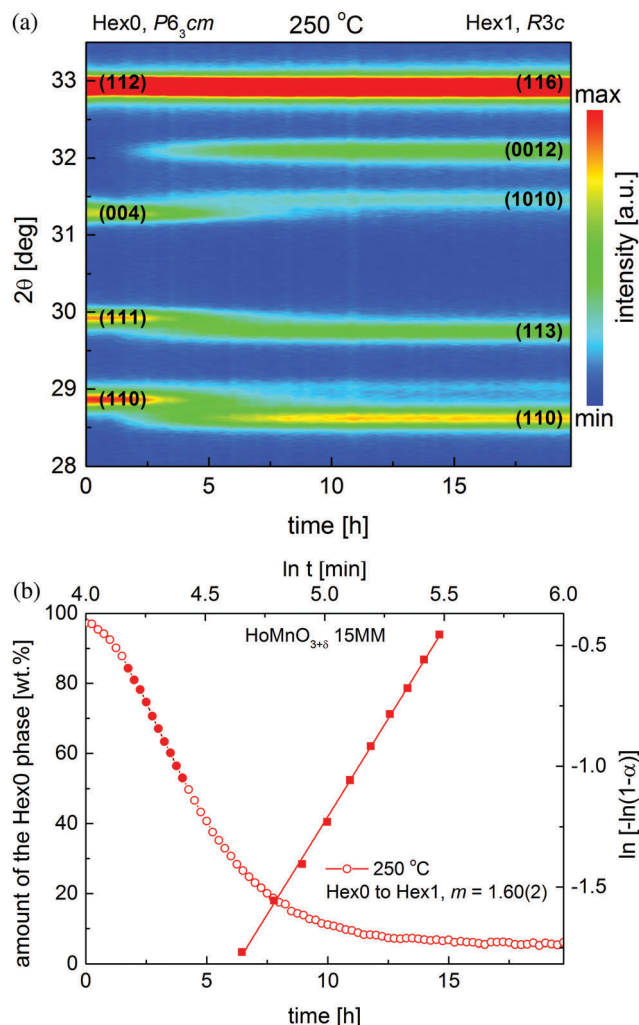 (a) Hex0, P6₃cm 250 °C Hex1, R3c
33
(112) (116)
max
32
(0012)
(1010)
(004)
31
2θ [deg]
intensity [a.u.]
30
(111) (113)
29
(110) (110)
min
28
0 5 10 15
time [h]
(b) ln t [min]
4.0 4.5 5.0 5.5 6.0
100
HoMnO₃₊δ 15MM
-0.5
80
amount of the Hex0 phase [wt.%]
60
-1.0
ln [-ln(1-α)]
40
250 °C
Hex0 to Hex1, m = 1.60(2)
20
-1.5
0
0 5 10 15
time [h]